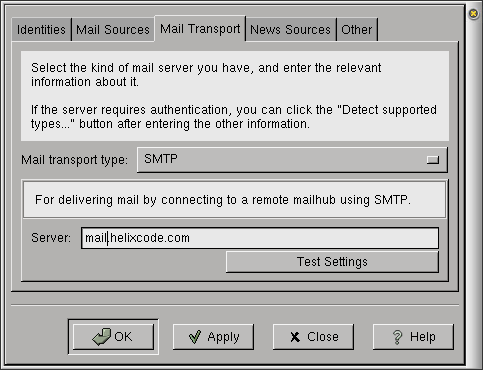 Identities Mail Sources Mail Transport News Sources Other
Select the kind of mail server you have, and enter the relevant
information about it.
If the server requires authentication, you can click the "Detect supported
types..." button after entering the other information.
Mail transport type: SMTP
For delivering mail by connecting to a remote mailhub using SMTP.
Server: mail.helixcode.com
Test Settings
OK Apply Close Help